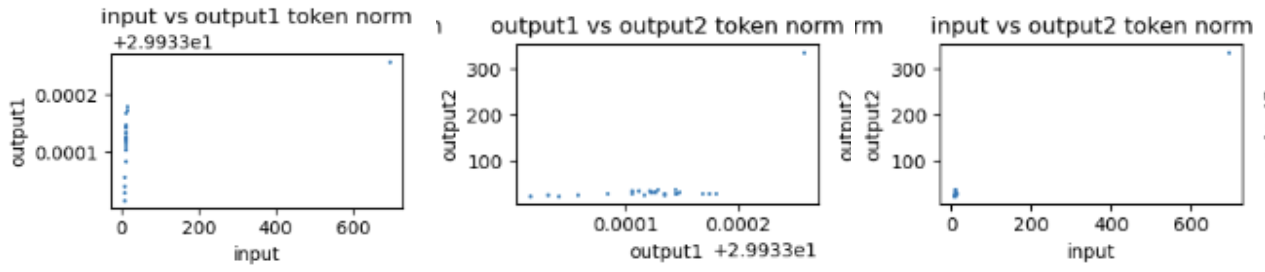 input vs output1 token norm
+2.9933e1
0.0002
0.0001
output1
0 200 400 600
input
output1 vs output2 token norm
300
200
100
output2
0.0001 0.0002
output1 +2.9933e1
rm
output2
input vs output2 token norm
300
200
100
output2
0 200 400 600
input